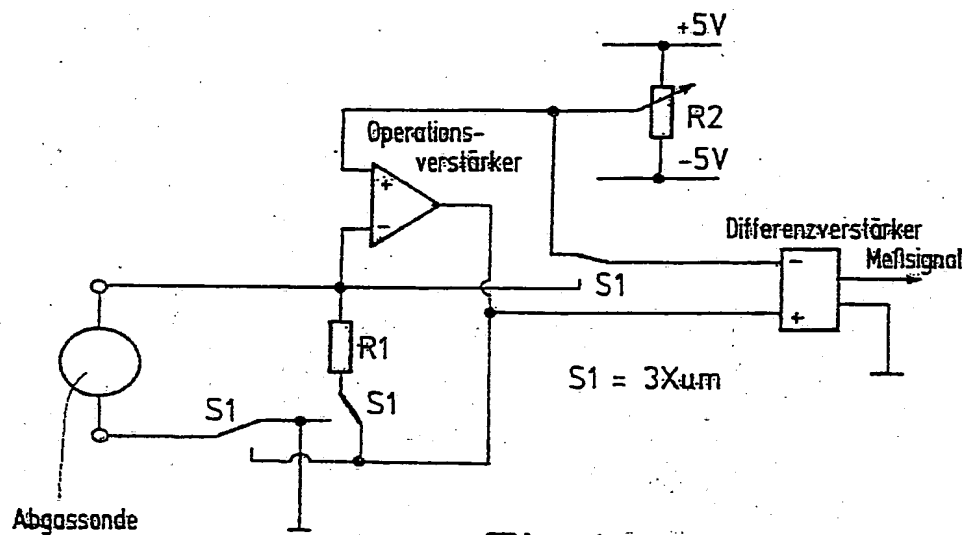 +5V
R2
-5V
Operations-
verstärker
+
-
Differenzverstärker
Meßsignal
-
+
S1
R1
S1
S1
S1 = 3Xum
Abgassonde